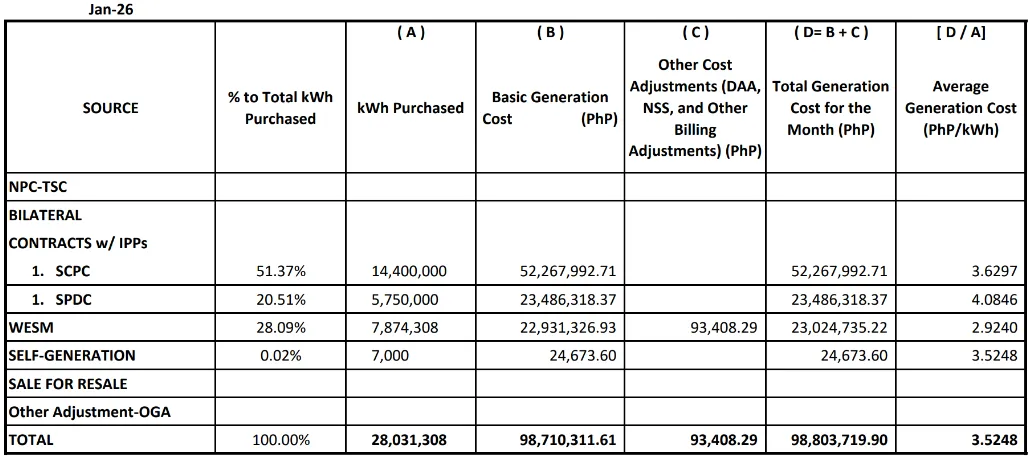 Jan-26
SOURCE % to Total kWh Purchased ( A ) kWh Purchased ( B ) Basic Generation Cost (PhP) ( C ) Other Cost Adjustments (DAA, NSS, and Other Billing Adjustments) (PhP) ( D= B + C ) Total Generation Cost for the Month (PhP) [ D / A] Average Generation Cost (PhP/kWh)
NPC-TSC
BILATERAL
CONTRACTS w/ IPPs
1. SCPC 51.37% 14,400,000 52,267,992.71 52,267,992.71 3.6297
1. SPDC 20.51% 5,750,000 23,486,318.37 23,486,318.37 4.0846
WESM 28.09% 7,874,308 22,931,326.93 93,408.29 23,024,735.22 2.9240
SELF-GENERATION 0.02% 7,000 24,673.60 24,673.60 3.5248
SALE FOR RESALE
Other Adjustment-OGA
TOTAL 100.00% 28,031,308 98,710,311.61 93,408.29 98,803,719.90 3.5248